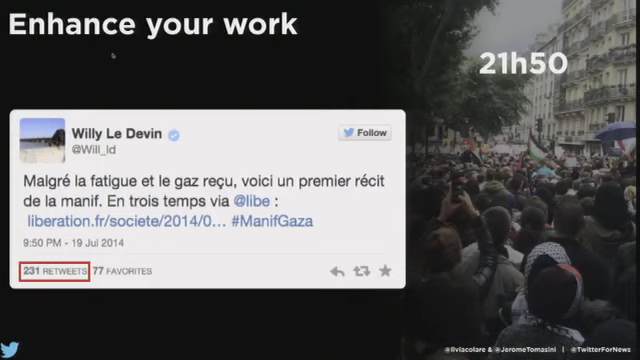 Enhance your work
21h50
Willy Le Devin
@Will_ld
Follow
Malgré la fatigue et le gaz reçu, voici un premier récit
de la manif. En trois temps via @libe :
liberation.fr/societe/2014/0... #ManifGaza
9:50 PM - 19 Jul 2014
231 RETWEETS 77 FAVORITES
@liviacolare & @JeromeTomasini | @TwitterForNews